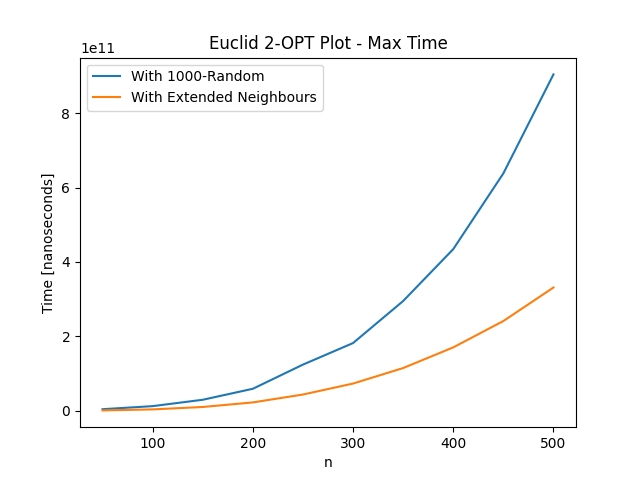 Euclid 2-OPT Plot - Max Time
1e11
With 1000-Random
With Extended Neighbours
Time [nanoseconds]
8
6
4
2
0
100 200 300 400 500
n